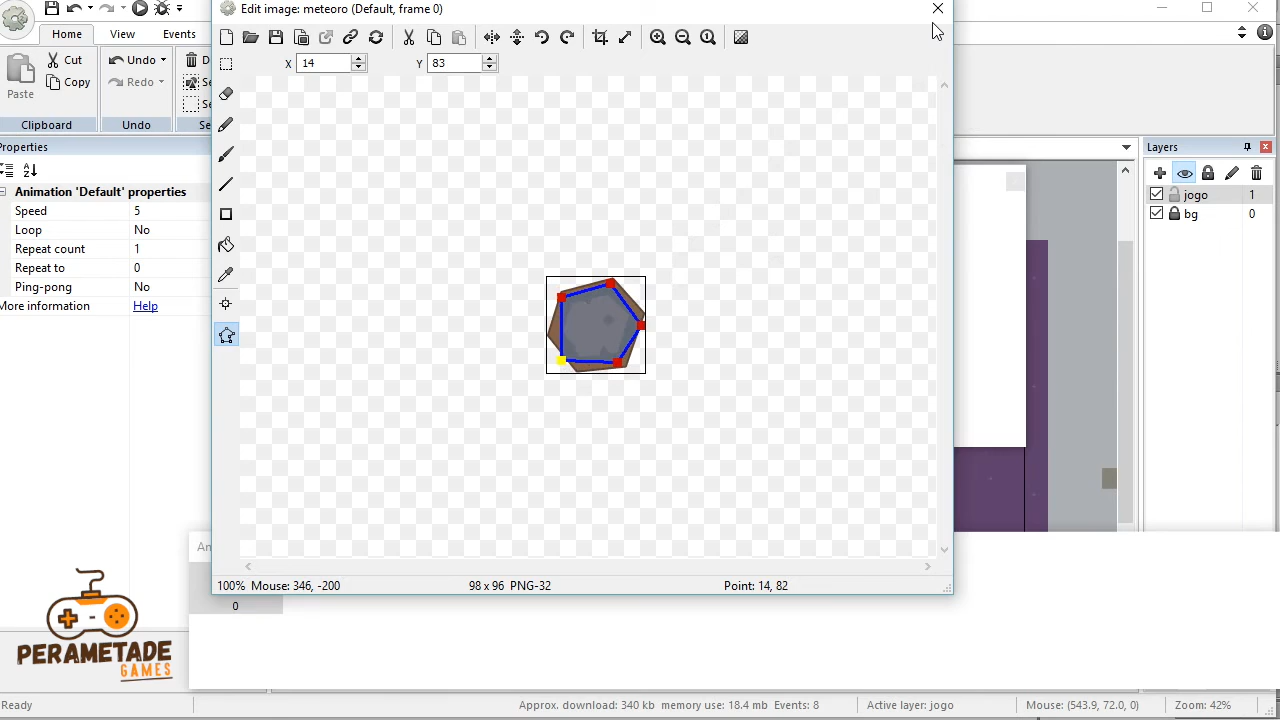 Edit image: meteoro (Default, frame 0)
Home View Events
X 14 Y 83
Paste
Cut
Copy
Undo
Redo
Clipboard Undo
Properties
Animation 'Default' properties
Speed 5
Loop No
Repeat count 1
Repeat to 0
Ping-pong No
More information Help
Layers
jogo 1
bg 0
100% Mouse: 346, -200 98 x 96 PNG-32 Point: 14, 82
0
PERAMETADE
GAMES
Ready Approx. download: 340 kb memory use: 18.4 mb Events: 8 Active layer: jogo Mouse: (543.9, 72.0, 0) Zoom: 42%